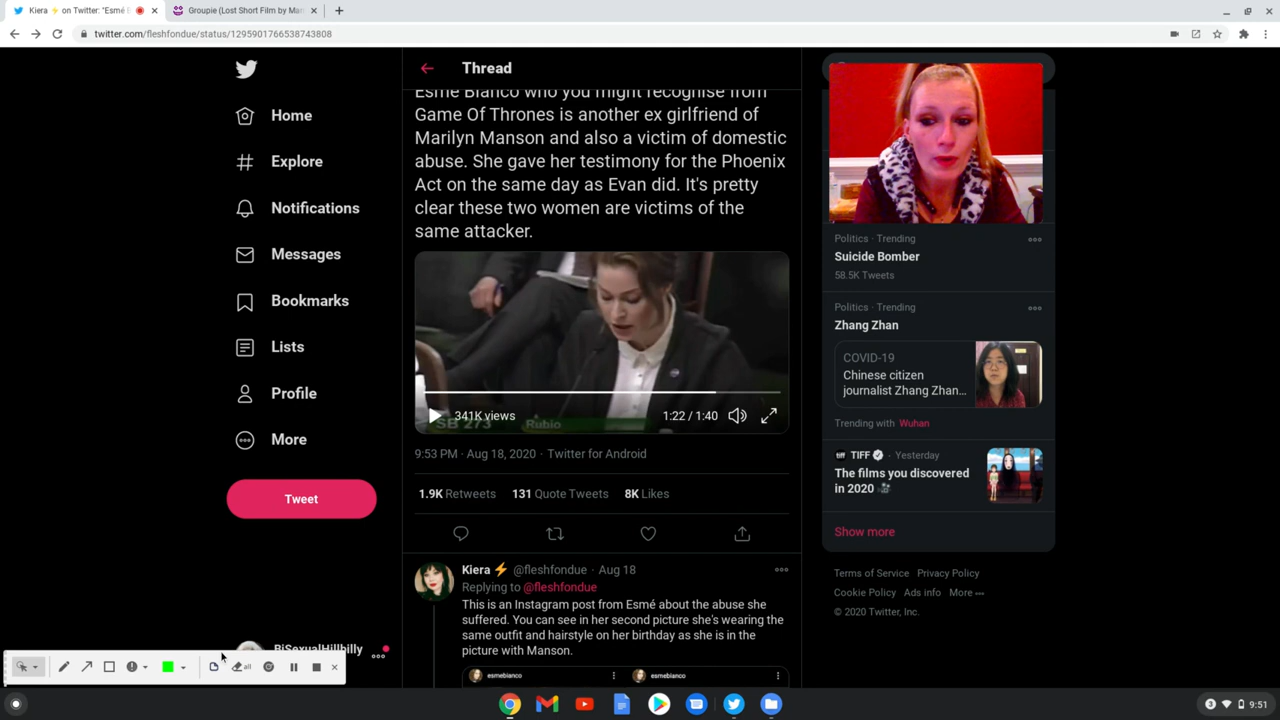 Kiera ⚡ on Twitter: "Esmé
Groupie (Lost Short Film by Mar
twitter.com/fleshfondue/status/1295901766538743808
Home
Explore
Notifications
Messages
Bookmarks
Lists
Profile
More
Tweet
BiSexualHillbilly
Thread
Esmé Bianco who you might recognise from
Game Of Thrones is another ex girlfriend of
Marilyn Manson and also a victim of domestic
abuse. She gave her testimony for the Phoenix
Act on the same day as Evan did. It's pretty
clear these two women are victims of the
same attacker.
341K views
1:22 / 1:40
SB 273 Rubio
9:53 PM · Aug 18, 2020 · Twitter for Android
1.9K Retweets 131 Quote Tweets 8K Likes
Kiera ⚡ @fleshfondue · Aug 18
Replying to @fleshfondue
This is an Instagram post from Esmé about the abuse she
suffered. You can see in her second picture she's wearing the
same outfit and hairstyle on her birthday as she is in the
picture with Manson.
esmebianco
esmebianco
Politics · Trending
Suicide Bomber
58.5K Tweets
Politics · Trending
Zhang Zhan
COVID-19
Chinese citizen
journalist Zhang Zhan...
Trending with Wuhan
TIFF · Yesterday
The films you discovered
in 2020
Show more
Terms of Service Privacy Policy
Cookie Policy Ads info More
© 2020 Twitter, Inc.
all
3
9:51